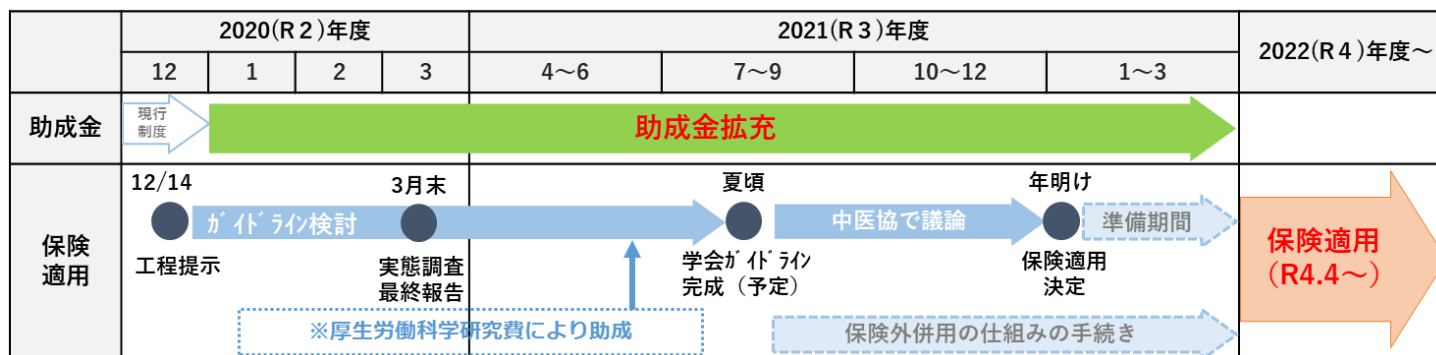 2020(R２)年度
2021(R３)年度
2022(R４)年度～
12
1
2
3
4～6
7～9
10～12
1～3
助成金
現行
制度
助成金拡充
保険
適用
12/14
工程提示
ｶﾞｲﾄﾞﾗｲﾝ検討
3月末
実態調査
最終報告
夏頃
学会ｶﾞｲﾄﾞﾗｲﾝ
完成（予定）
中医協で議論
年明け
保険適用
決定
準備期間
※厚生労働科学研究費により助成
保険外併用の仕組みの手続き
保険適用
（R4.4～）